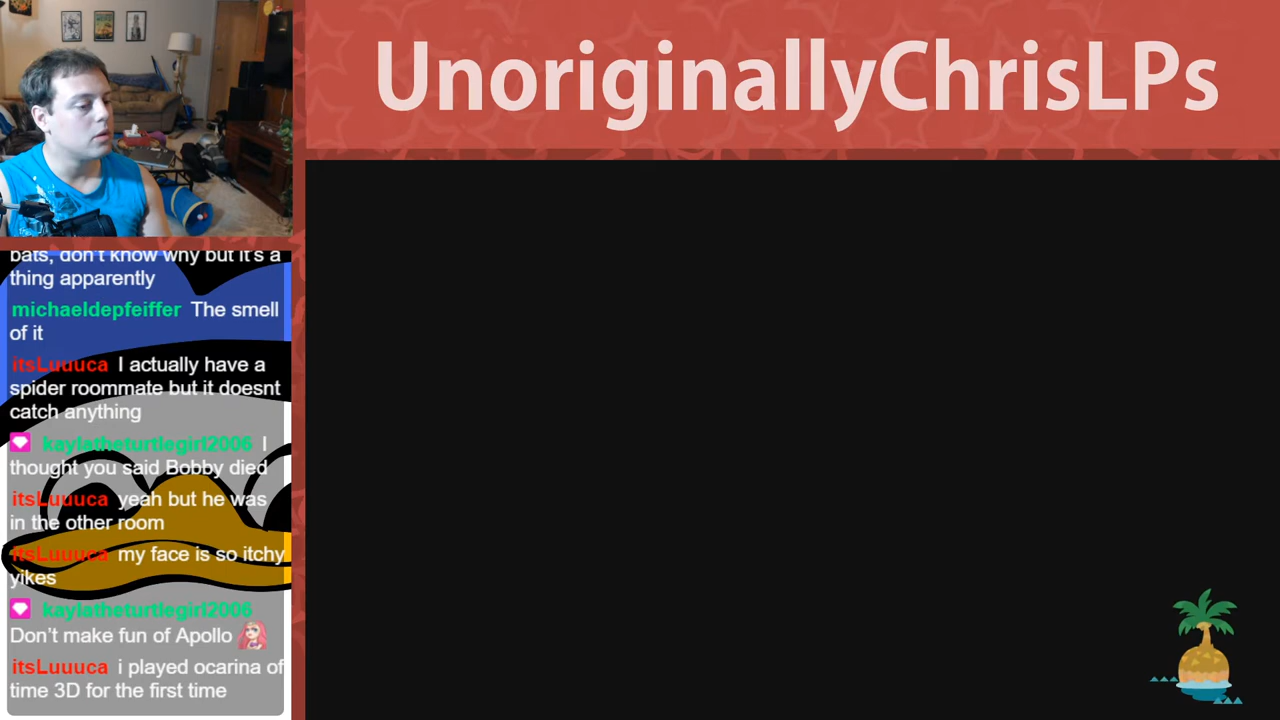 UnoriginallyChrisLPs
bats, don't know why but it's a
thing apparently
michaeldepfeiffer The smell
of it
itsLuuuca I actually have a
spider roommate but it doesnt
catch anything
kaylatheturtlegirl2006 I
thought you said Bobby died
itsLuuuca yeah but he was
in the other room
itsLuuuca my face is so itchy
yikes
kaylatheturtlegirl2006
Don't make fun of Apollo
itsLuuuca i played ocarina of
time 3D for the first time